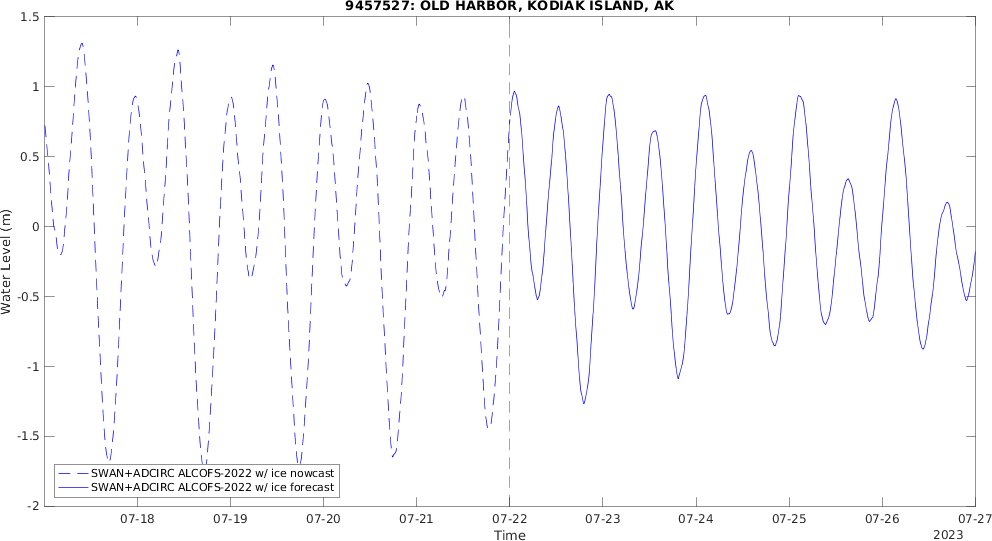 9457527: OLD HARBOR, KODIAK ISLAND, AK
Water Level (m)
1.5
1
0.5
0
-0.5
-1
-1.5
-2
SWAN+ADCIRC ALCOFS-2022 w/ ice nowcast
SWAN+ADCIRC ALCOFS-2022 w/ ice forecast
07-18 07-19 07-20 07-21 07-22 07-23 07-24 07-25 07-26 07-27
Time
2023